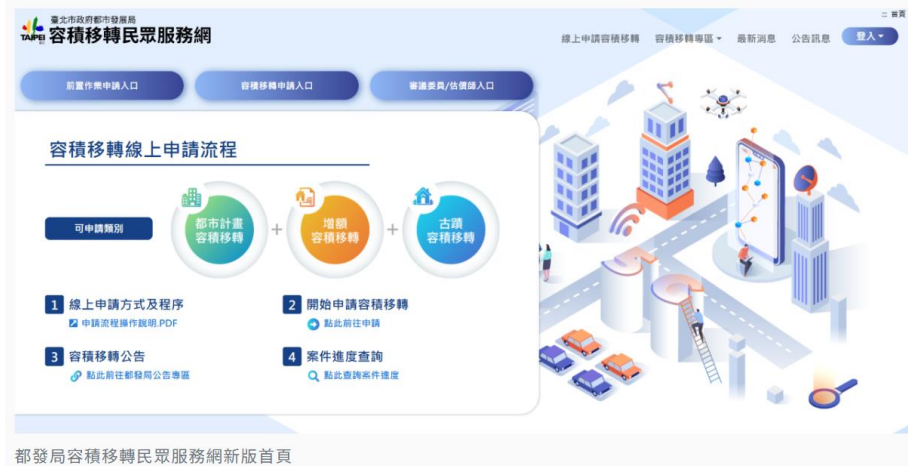 臺北市政府都市發展局
TAIPEI 容積移轉民眾服務網
首頁
線上申請容積移轉 容積移轉專區 最新消息 公告訊息 登入
前置作業申請入口 容積移轉申請入口 審議委員/估價師入口
容積移轉線上申請流程
可申請類別
都市計畫
容積移轉
+
增額
容積移轉
+
古蹟
容積移轉
1 線上申請方式及程序
申請流程操作說明.PDF
2 開始申請容積移轉
點此前往申請
3 容積移轉公告
點此前往都發局公告專區
4 案件進度查詢
點此查詢案件進度
都發局容積移轉民眾服務網新版首頁